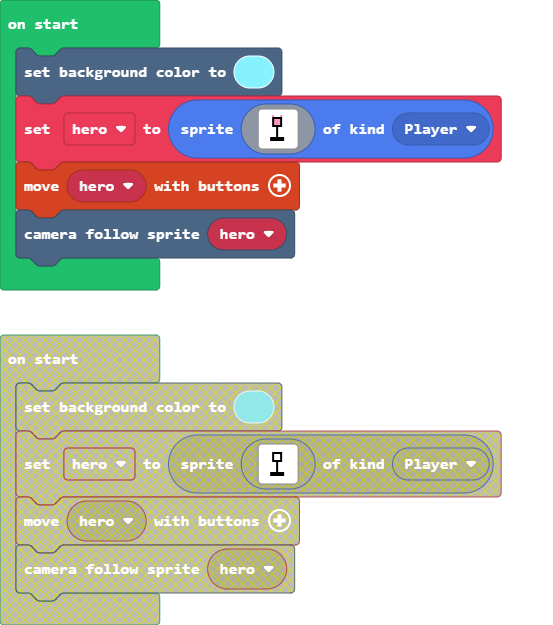 on start
set background color to
set hero to sprite of kind Player
move hero with buttons
camera follow sprite hero
on start
set background color to
set hero to sprite of kind Player
move hero with buttons
camera follow sprite hero